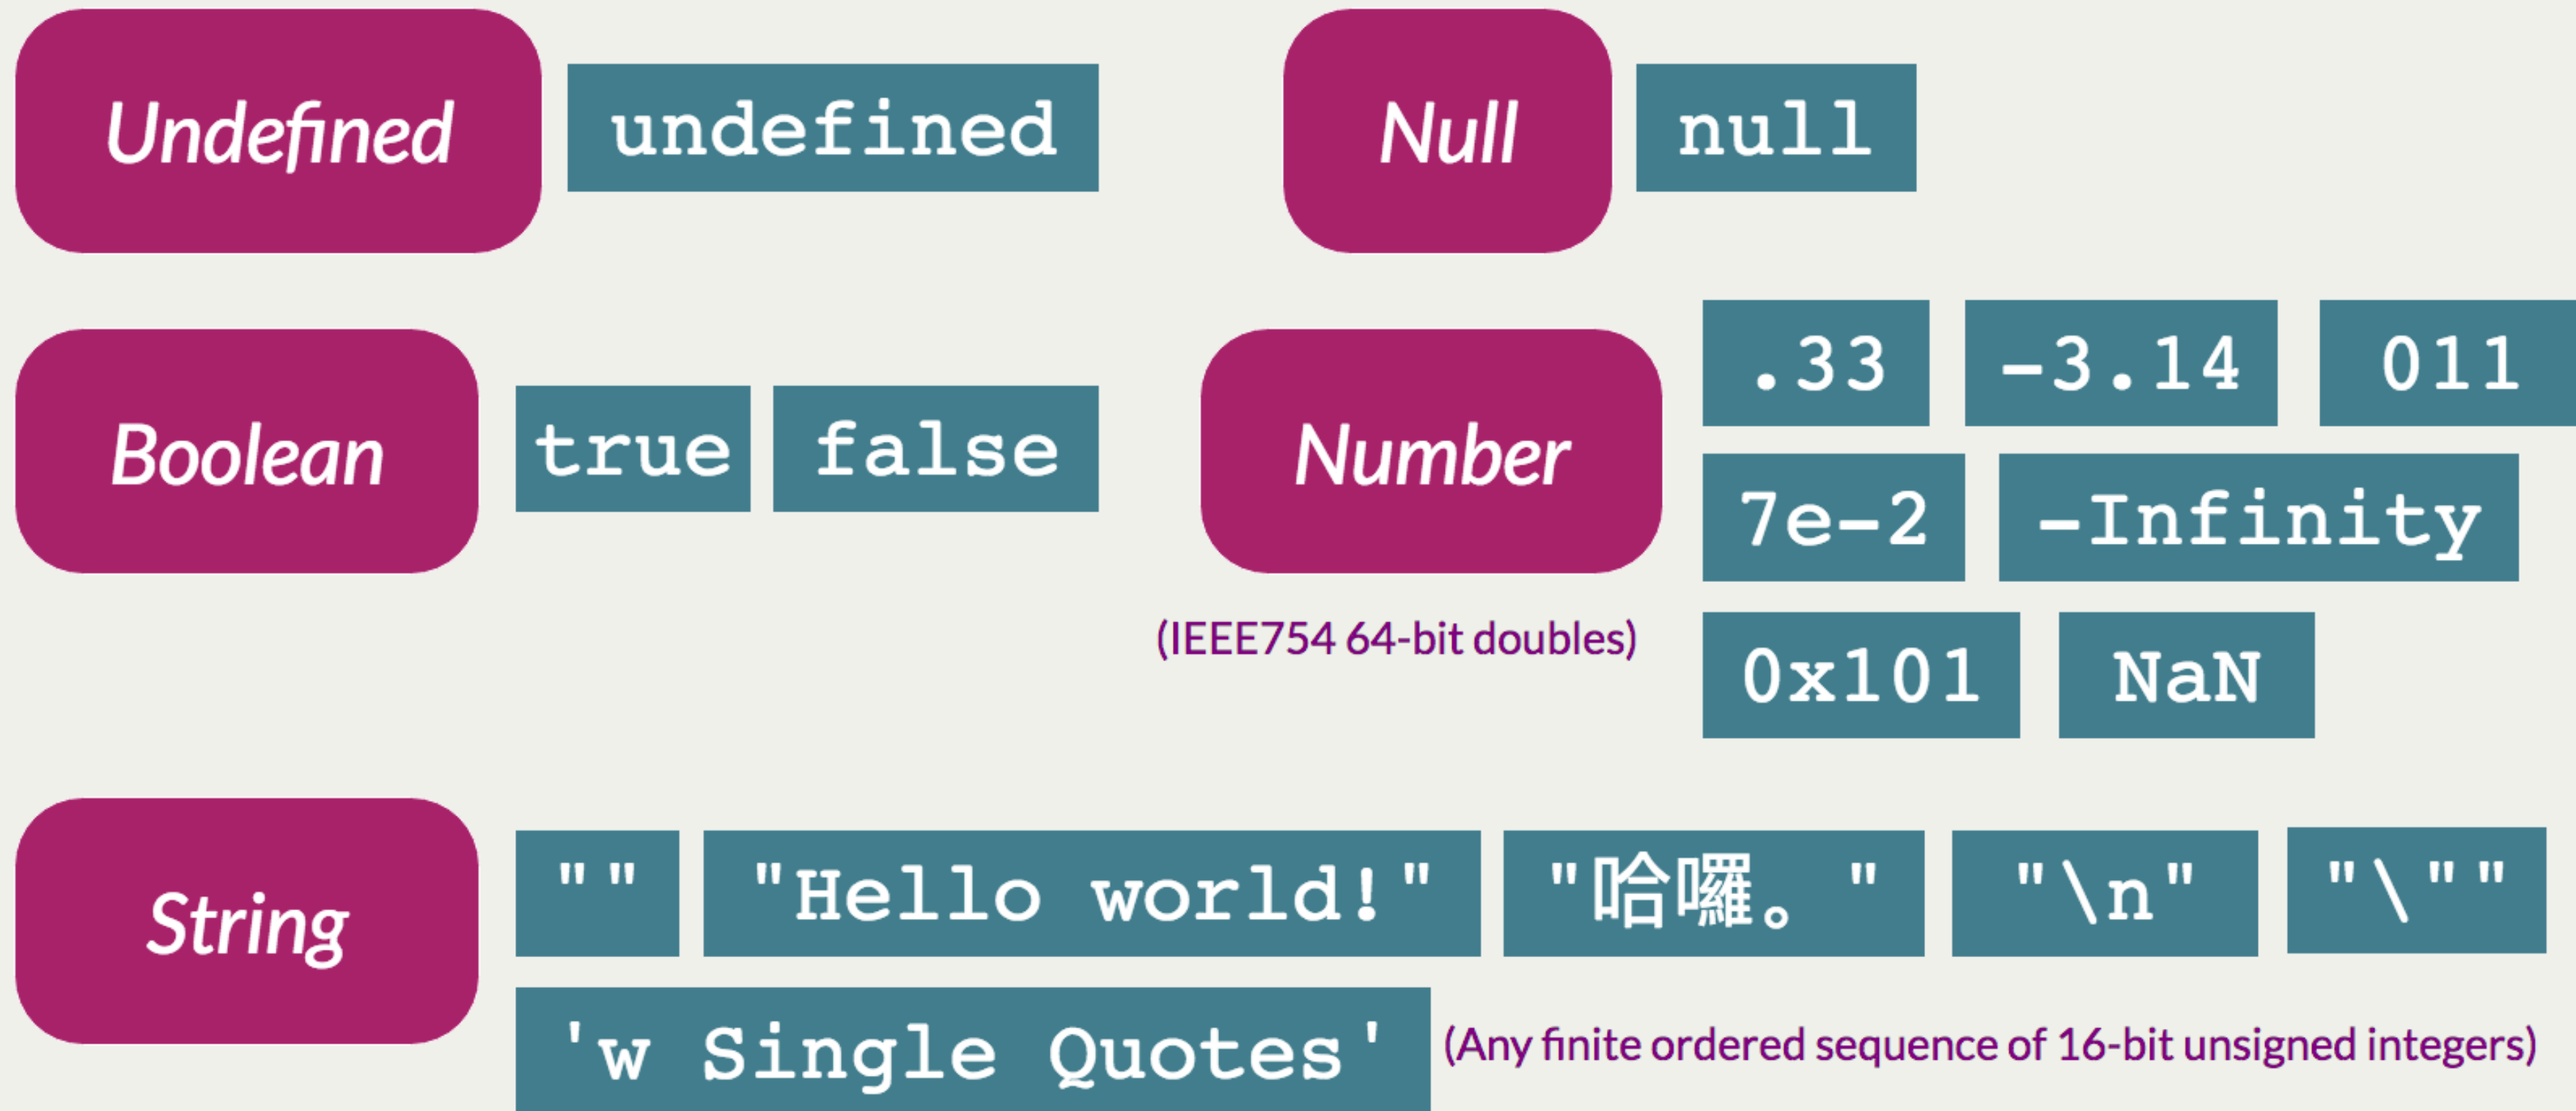 Undefined undefined Null null
Boolean true false Number .33 -3.14 011
7e-2 -Infinity
(IEEE754 64-bit doubles) 0x101 NaN
String "" "Hello world!" "哈囉。" "\n" "\""
'w Single Quotes' (Any finite ordered sequence of 16-bit unsigned integers)